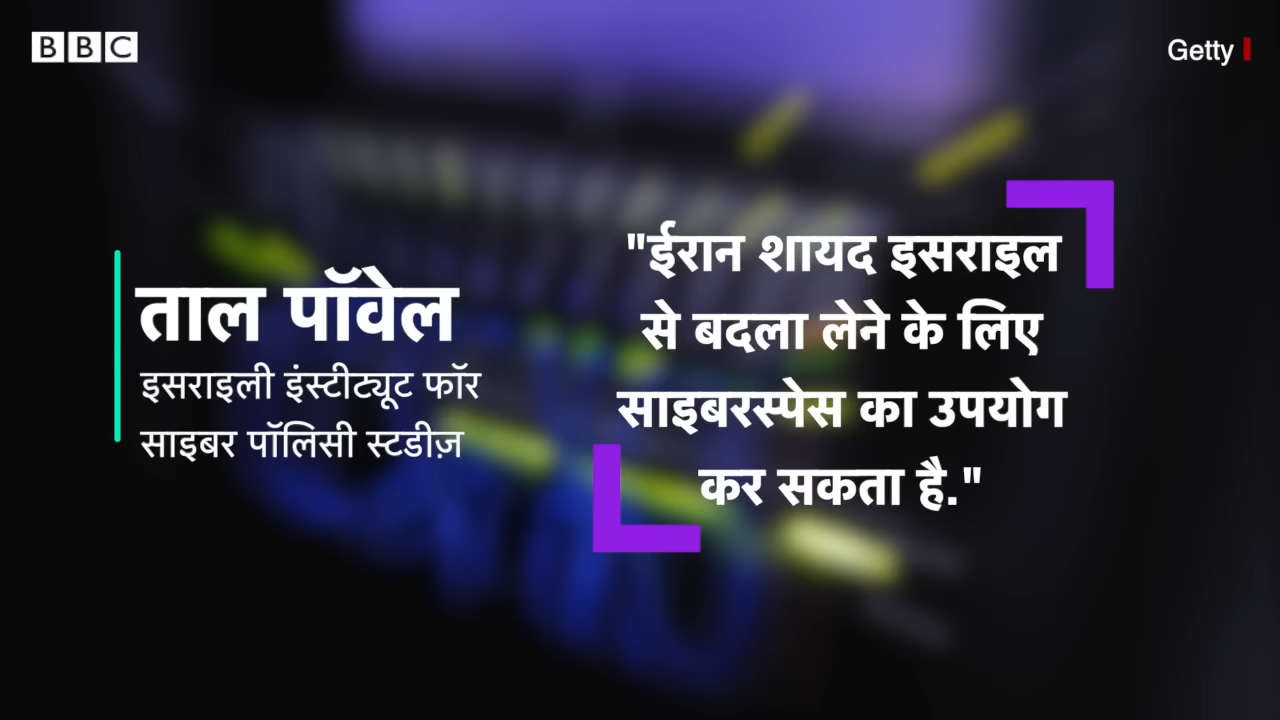 BBC
Getty
ताल पॉवेल
इसराइली इंस्टीट्यूट फॉर
साइबर पॉलिसी स्टडीज़
"ईरान शायद इसराइल
से बदला लेने के लिए
साइबरस्पेस का उपयोग
कर सकता है."